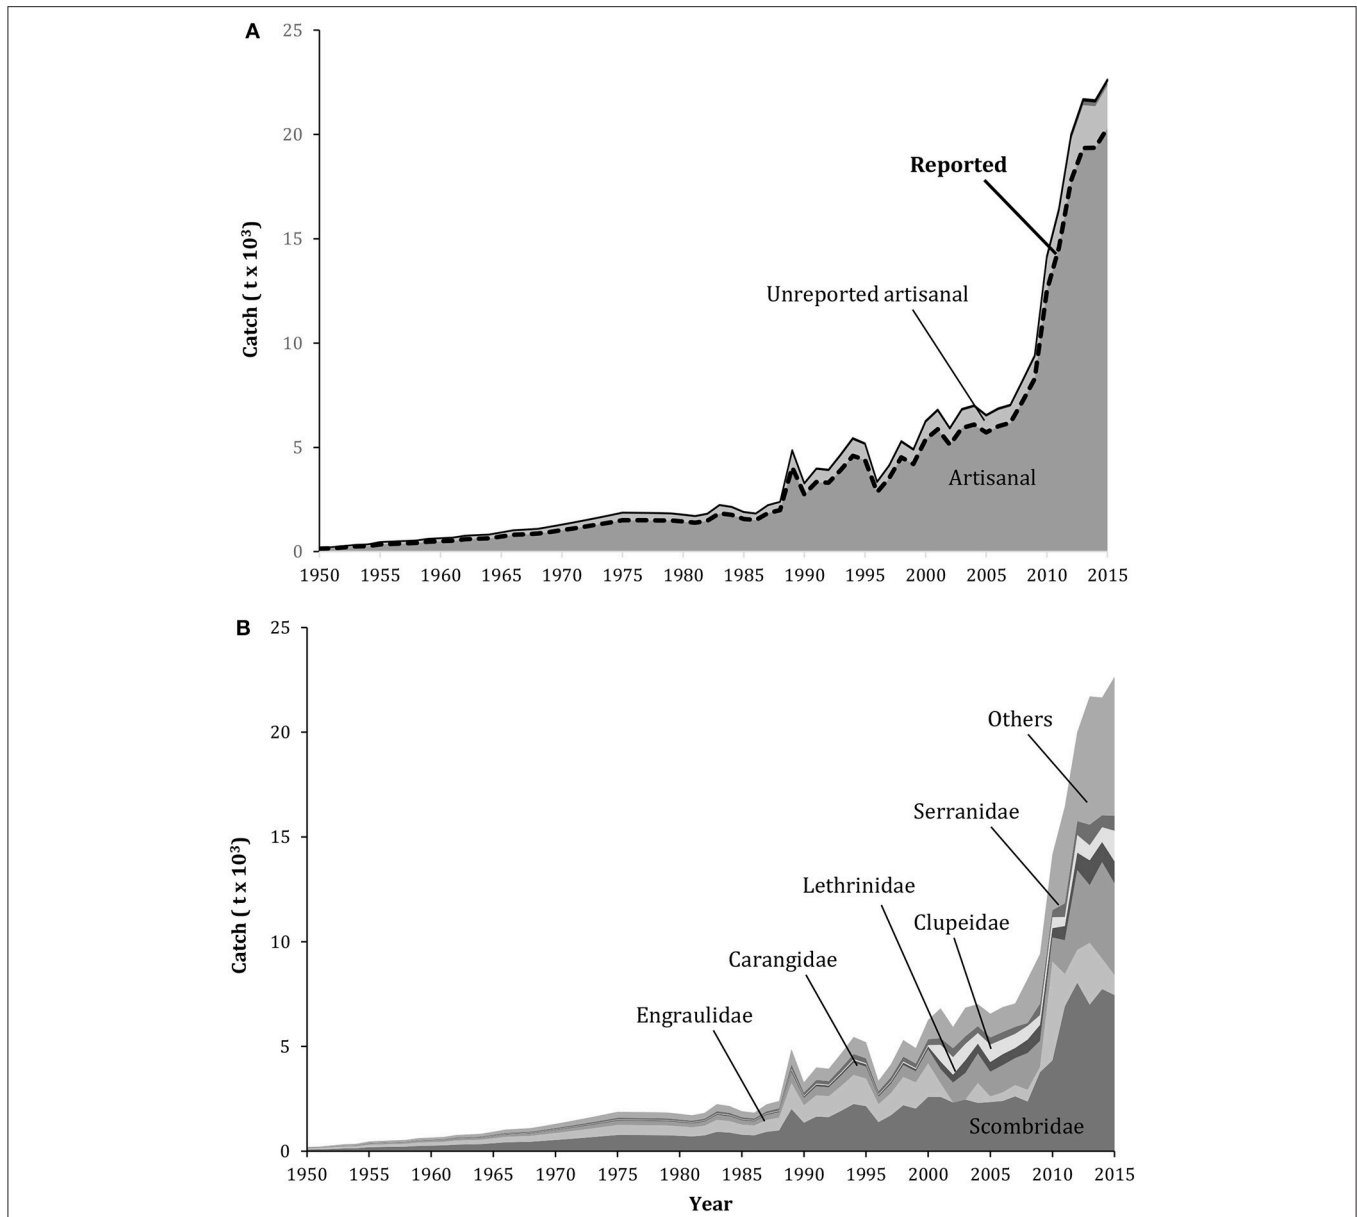 A
25
20
15
10
5
0
Catch ( t x 10³)
Reported
Unreported artisanal
Artisanal
1950 1955 1960 1965 1970 1975 1980 1985 1990 1995 2000 2005 2010 2015
B
25
20
15
10
5
0
Catch ( t x 10³)
Others
Serranidae
Lethrinidae
Clupeidae
Carangidae
Engraulidae
Scombridae
1950 1955 1960 1965 1970 1975 1980 1985 1990 1995 2000 2005 2010 2015
Year